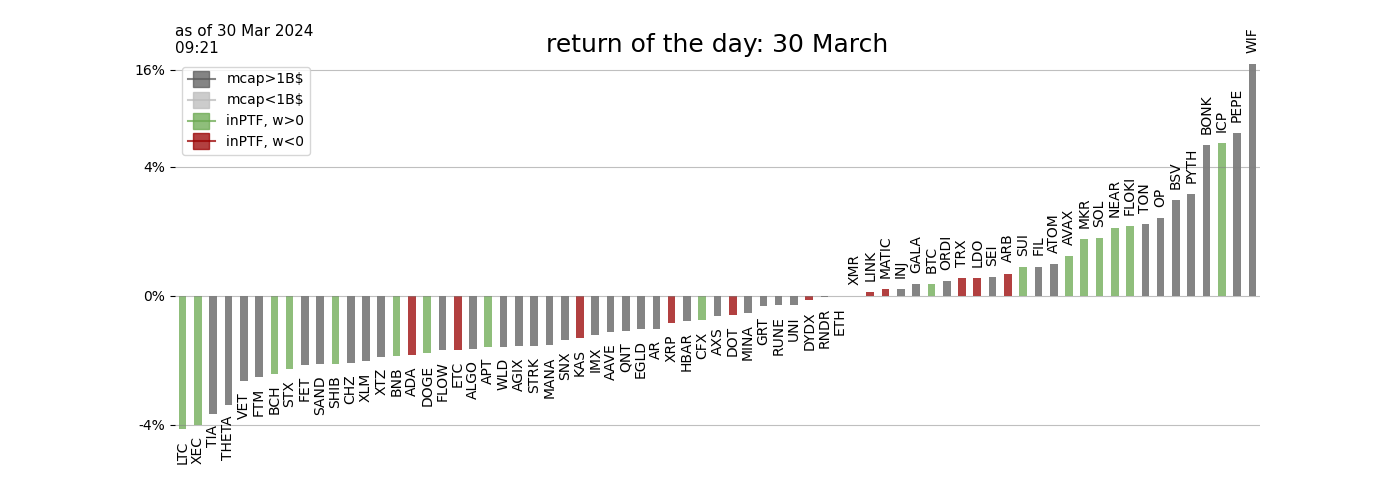 as of 30 Mar 2024
09:21
return of the day: 30 March
mcap>1B$
mcap<1B$
inPTF, w>0
inPTF, w<0
16%
4%
0%
-4%
LTC
XEC
TIA
THETA
VET
FTM
BCH
STX
FET
SAND
SHIB
CHZ
XLM
XTZ
BNB
ADA
DOGE
FLOW
ETC
ALGO
APT
WLD
AGIX
STRK
MANA
SNX
KAS
IMX
AAVE
QNT
EGLD
AR
XRP
HBAR
CFX
AXS
DOT
MINA
GRT
RUNE
UNI
DYDX
RNDR
ETH
XMR
LINK
MATIC
INJ
GALA
BTC
ORDI
TRX
LDO
SEI
ARB
SUI
FIL
ATOM
AVAX
MKR
SOL
NEAR
FLOKI
TON
OP
BSV
PYTH
BONK
ICP
PEPE
WIF